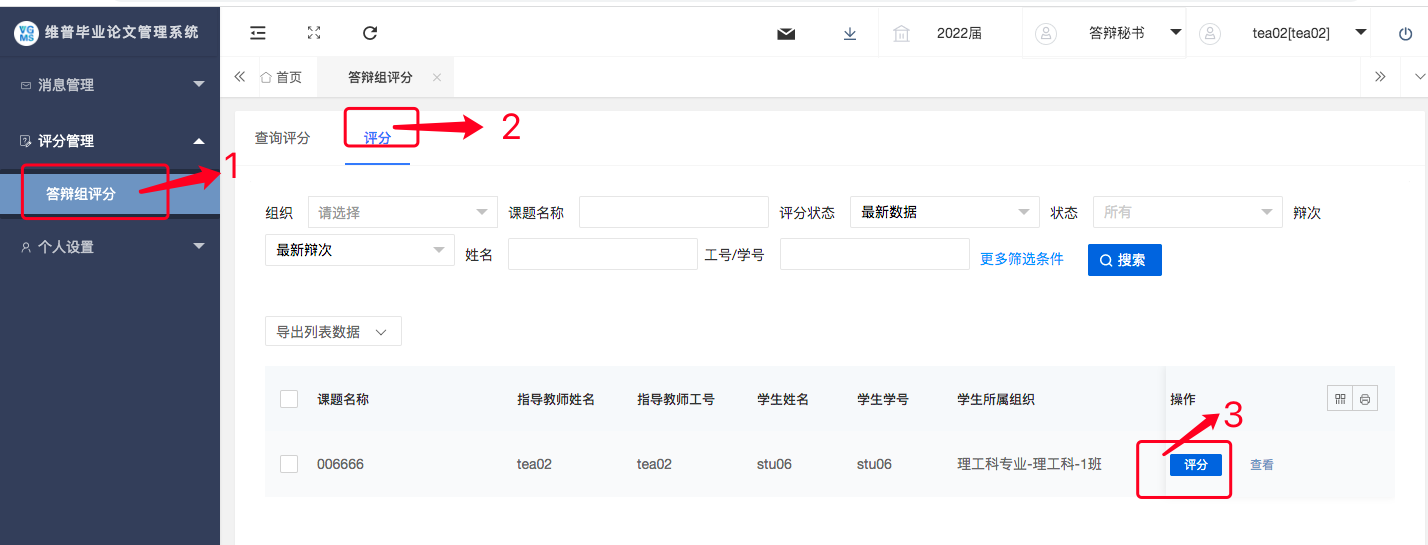 VG
MS
维普毕业论文管理系统
2022届
答辩秘书
tea02[tea02]
消息管理
首页
答辩组评分
评分管理
查询评分
评分
2
1
答辩组评分
组织
请选择
课题名称
评分状态
最新数据
状态
所有
辩次
个人设置
最新辩次
姓名
工号/学号
更多筛选条件
搜索
导出列表数据
课题名称
指导教师姓名
指导教师工号
学生姓名
学生学号
学生所属组织
操作
3
006666
tea02
tea02
stu06
stu06
理工科专业-理工科-1班
评分
查看